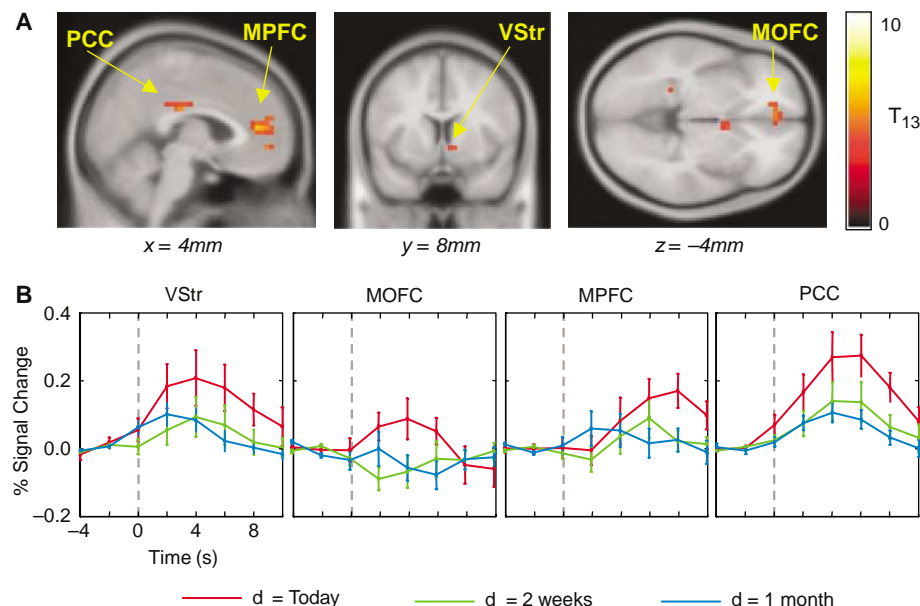 A
PCC
MPFC
VStr
MOFC
10
T13
0
x = 4mm
y = 8mm
z = –4mm
B
VStr
MOFC
MPFC
PCC
% Signal Change
0.4
0.2
0.0
–0.2
–4
0
4
8
Time (s)
d = Today
d = 2 weeks
d = 1 month